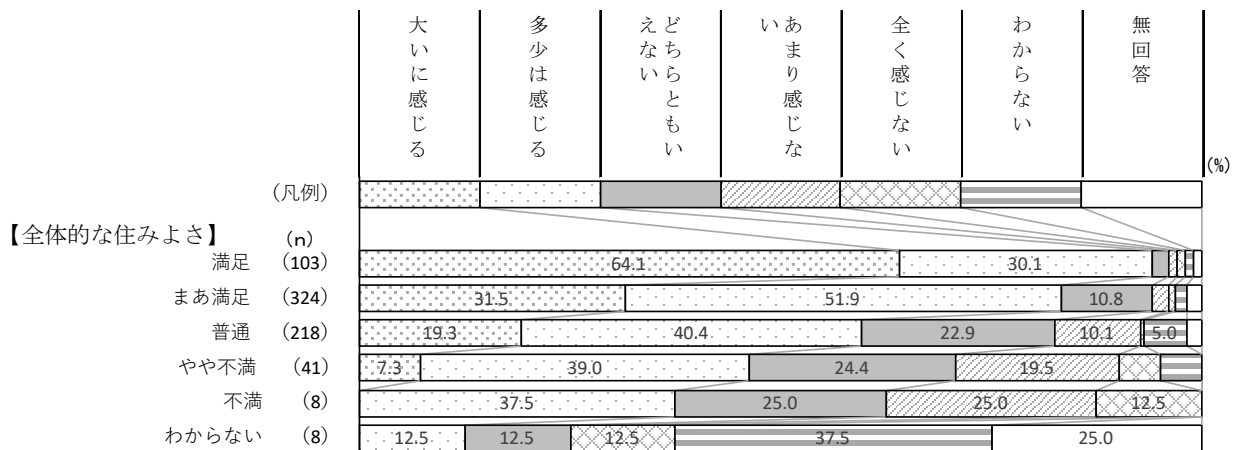 大いに感じる
多少は感じる
どちらともい
えない
あまり感じな
い
全く感じない
わからない
無回答
(%)
(凡例)
【全体的な住みよさ】 (n)
満足 (103) 64.1 30.1
まあ満足 (324) 31.5 51.9 10.8
普通 (218) 19.3 40.4 22.9 10.1 5.0
やや不満 (41) 7.3 39.0 24.4 19.5
不満 (8) 37.5 25.0 25.0 12.5
わからない (8) 12.5 12.5 12.5 37.5 25.0